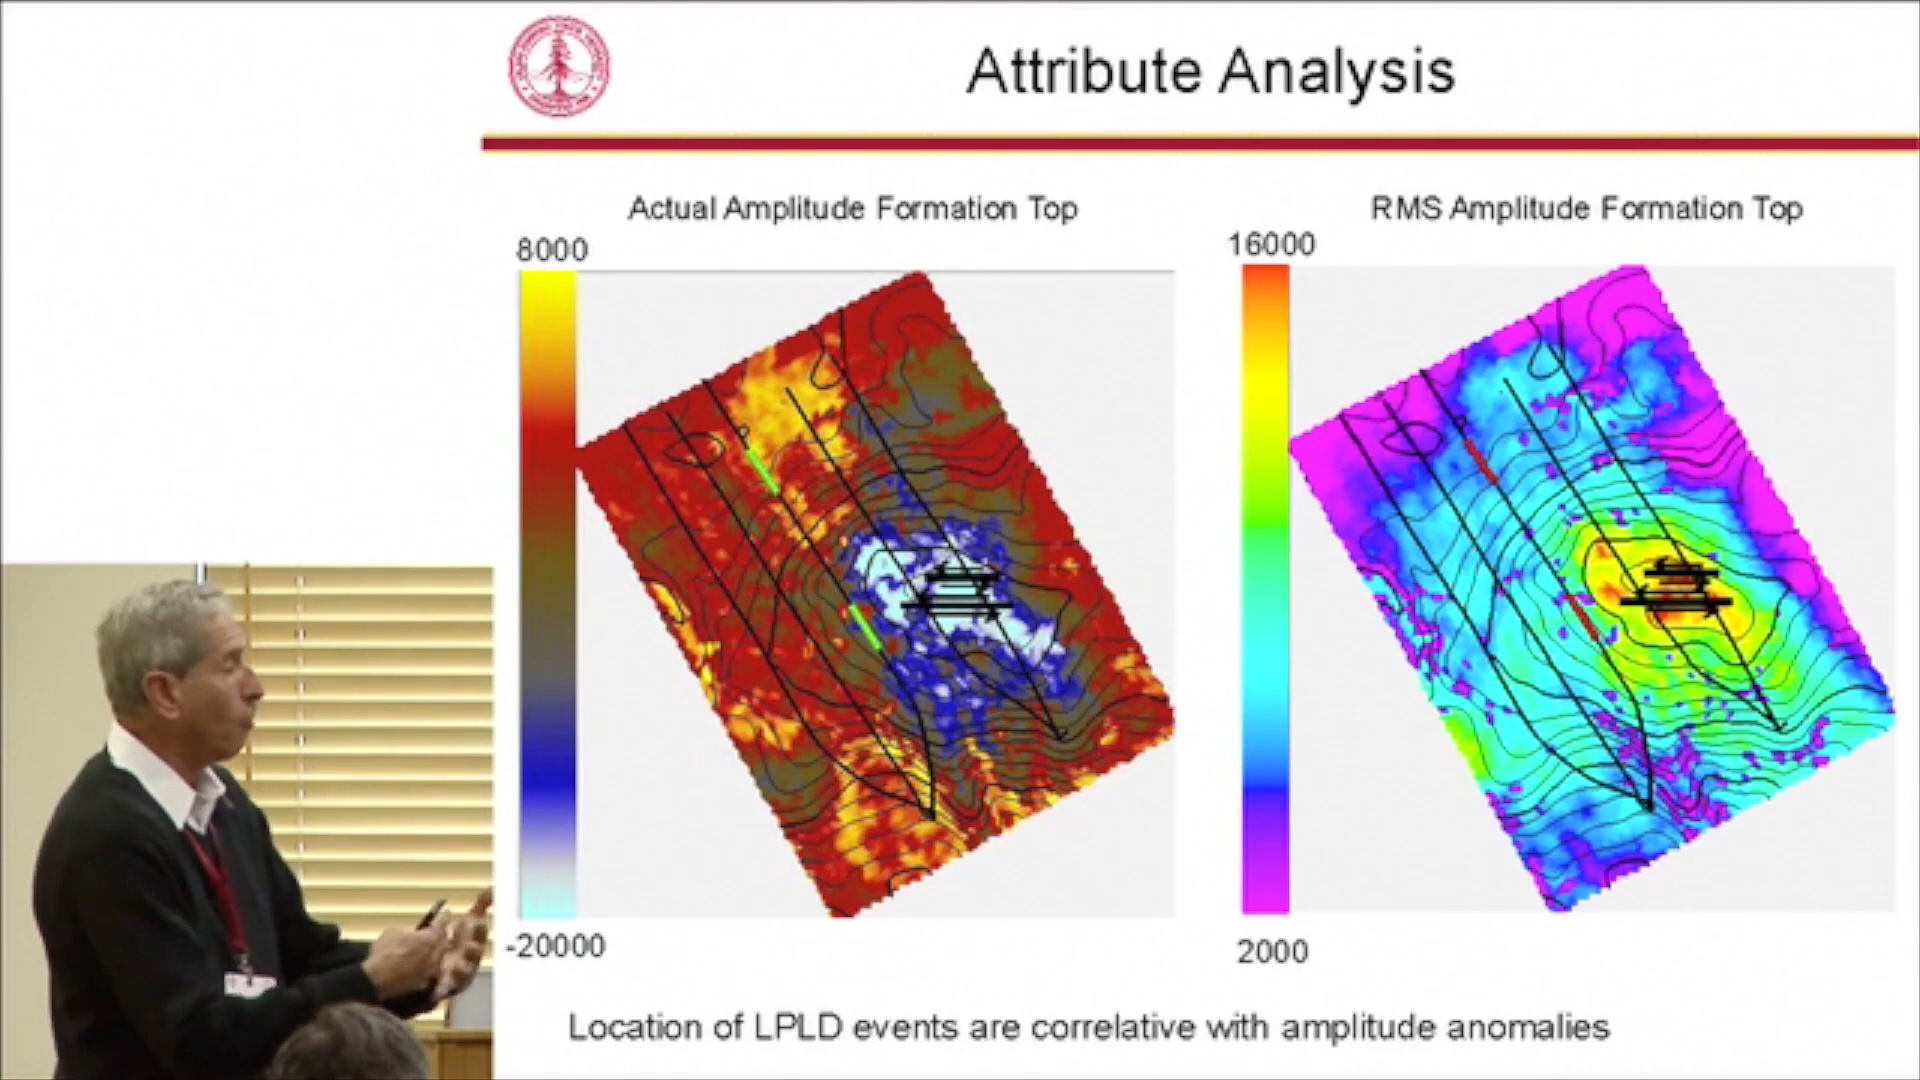 Attribute Analysis
Actual Amplitude Formation Top
RMS Amplitude Formation Top
8000
16000
-20000
2000
Location of LPLD events are correlative with amplitude anomalies